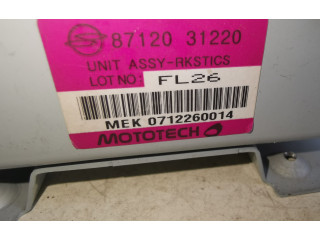 87120 31220
UNIT ASSY-RKSTICS
LOT NO: FL26
MEK 0712260014
MOTOTECH